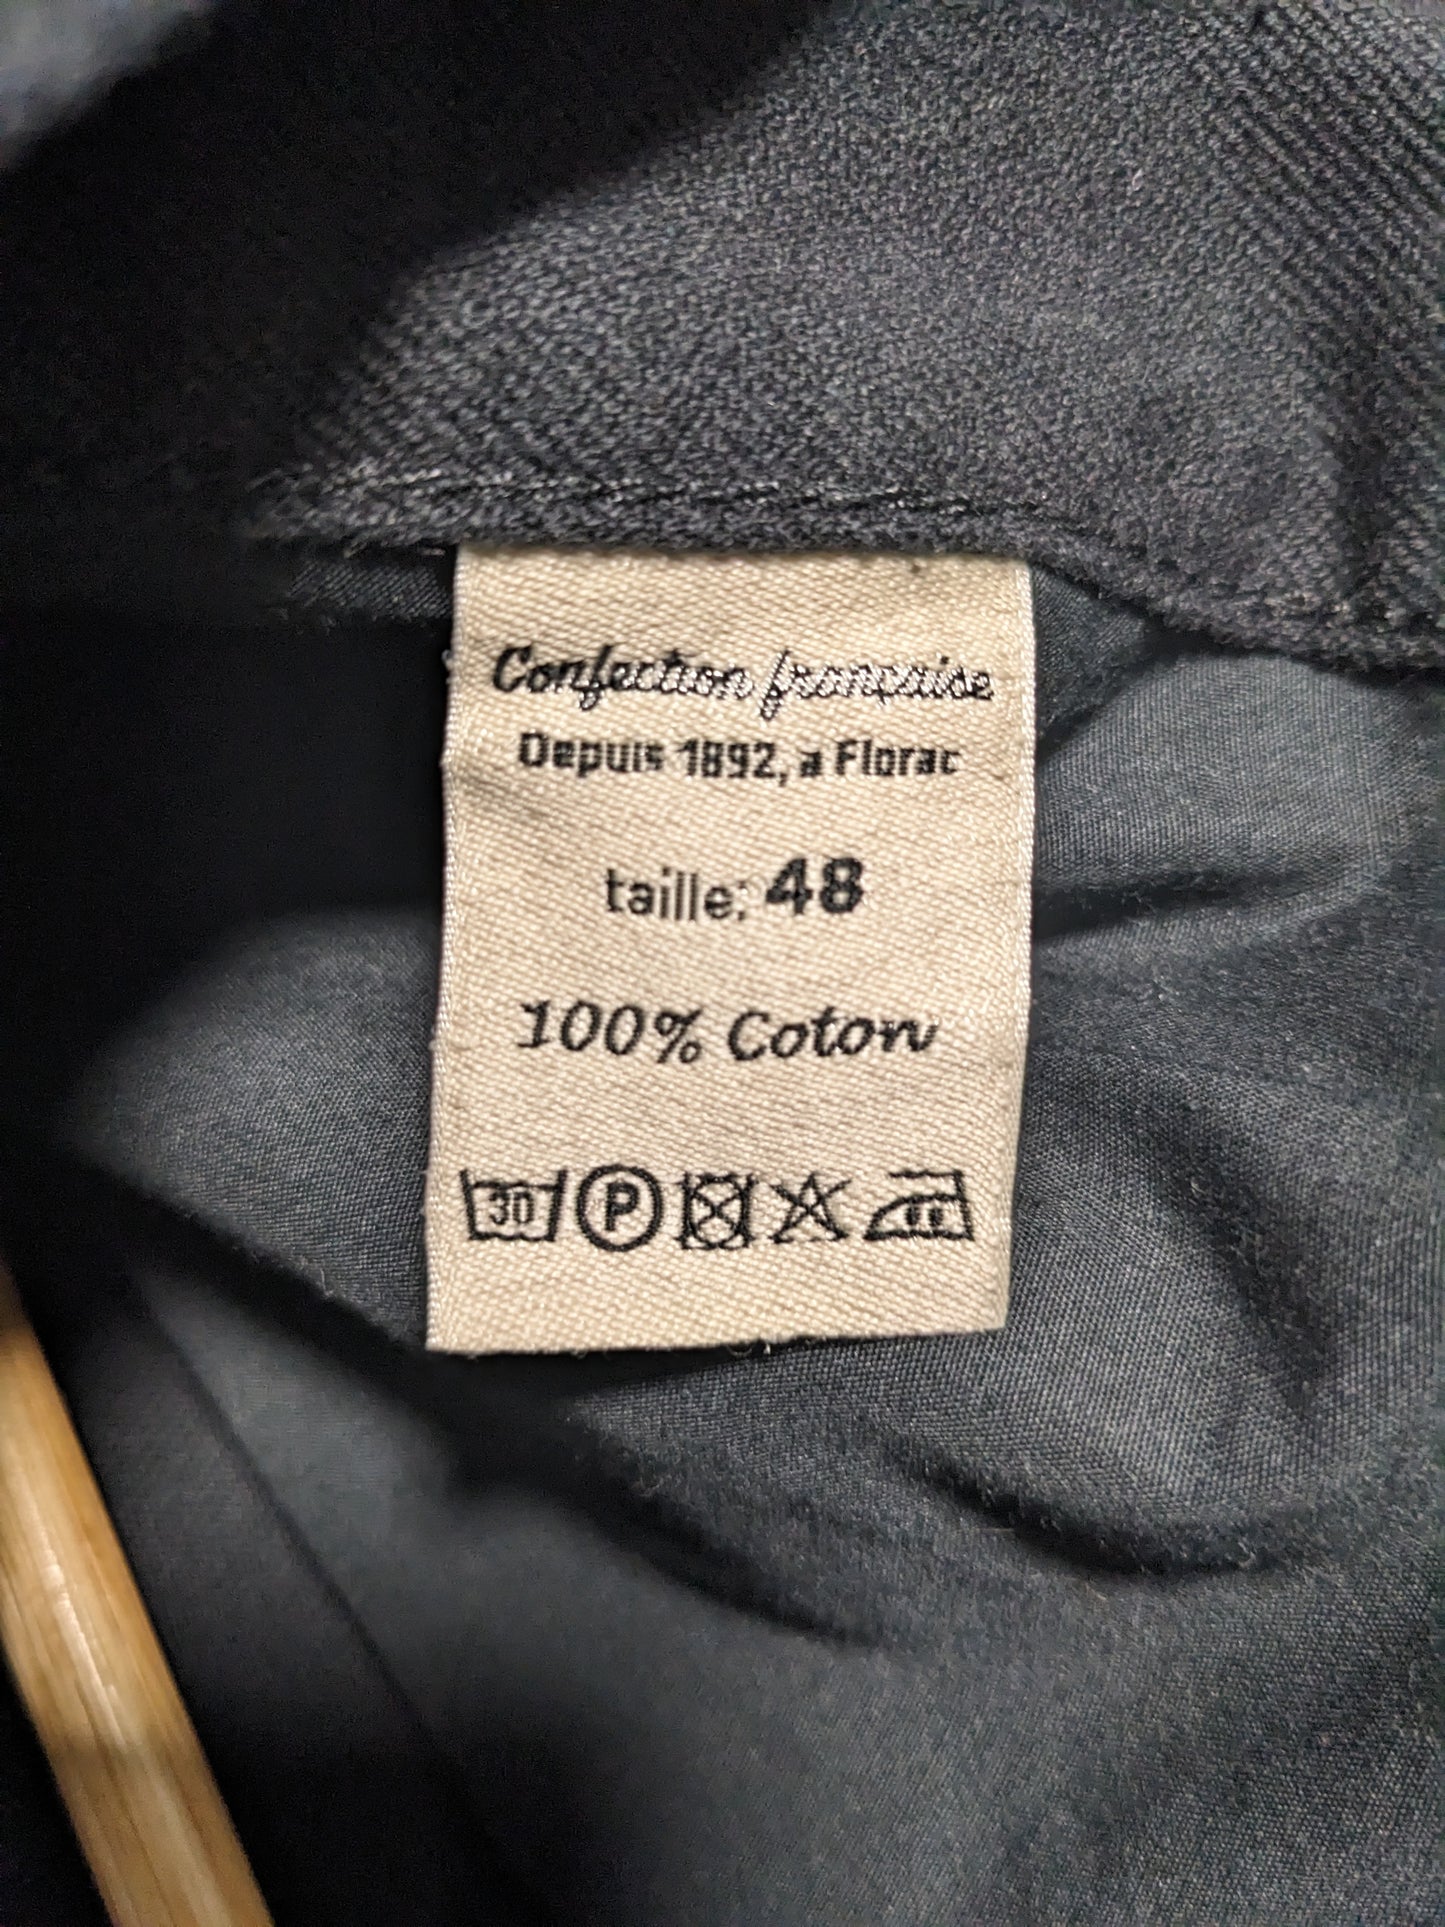 Confection française
Depuis 1892, a Florac
taille: 48
100% Coton
30 P